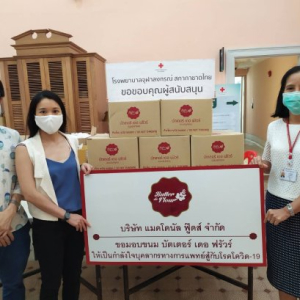 โรงพยาบาลจุฬาลงกรณ์ สภากาชาดไทย
ขอขอบคุณผู้สนับสนุน
Butter
de
Fleur
บริษัท แมคโดนัล ฟู๊ดส์ จำกัด
ขอมอบขนม บัตเตอร์ เดอ ฟรัวร์
ให้เป็นกำลังใจบุคลากรทางการแพทย์สู้กับโรคโควิด-19